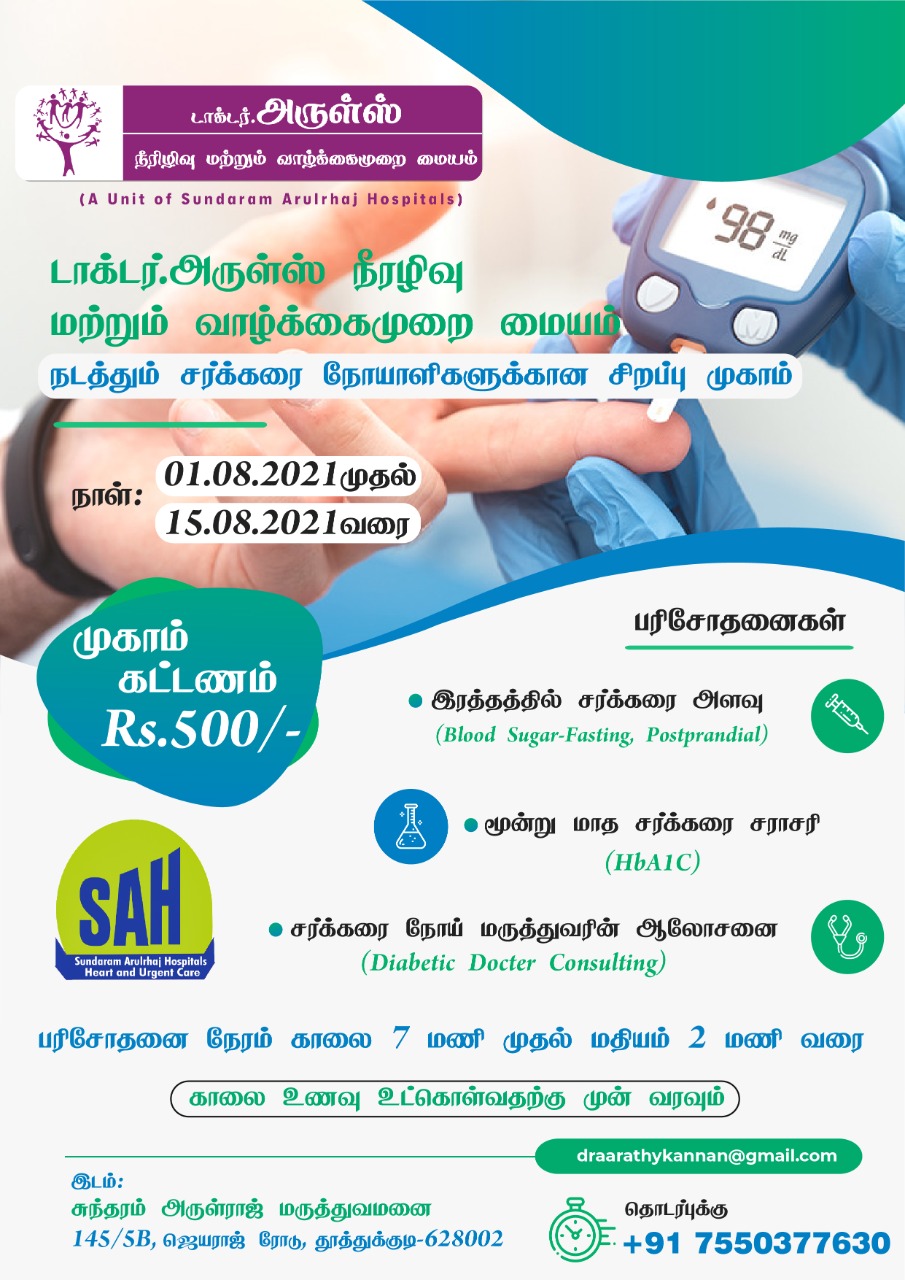 டாக்டர்.அருள்ஸ்
நீரிழிவு மற்றும் வாழ்க்கைமுறை மையம்
(A Unit of Sundaram Arulrhaj Hospitals)
98 mg/dL
M
டாக்டர்.அருள்ஸ் நீரழிவு
மற்றும் வாழ்க்கைமுறை மையம்
நடத்தும் சர்க்கரை நோயாளிகளுக்கான சிறப்பு முகாம்
நாள்: 01.08.2021முதல்
15.08.2021வரை
முகாம்
கட்டணம்
Rs.500/-
பரிசோதனைகள்
• இரத்தத்தில் சர்க்கரை அளவு
(Blood Sugar-Fasting, Postprandial)
• மூன்று மாத சர்க்கரை சராசரி
(HbA1C)
• சர்க்கரை நோய் மருத்துவரின் ஆலோசனை
(Diabetic Docter Consulting)
SAH
Sundaram Arulrhaj Hospitals
Heart and Urgent Care
பரிசோதனை நேரம் காலை 7 மணி முதல் மதியம் 2 மணி வரை
காலை உணவு உட்கொள்வதற்கு முன் வரவும்
draarathykannan@gmail.com
இடம்:
சுந்தரம் அருள்ராஜ் மருத்துவமனை
145/5B, ஜெயராஜ் ரோடு, தூத்துக்குடி-628002
தொடர்புக்கு
+91 7550377630